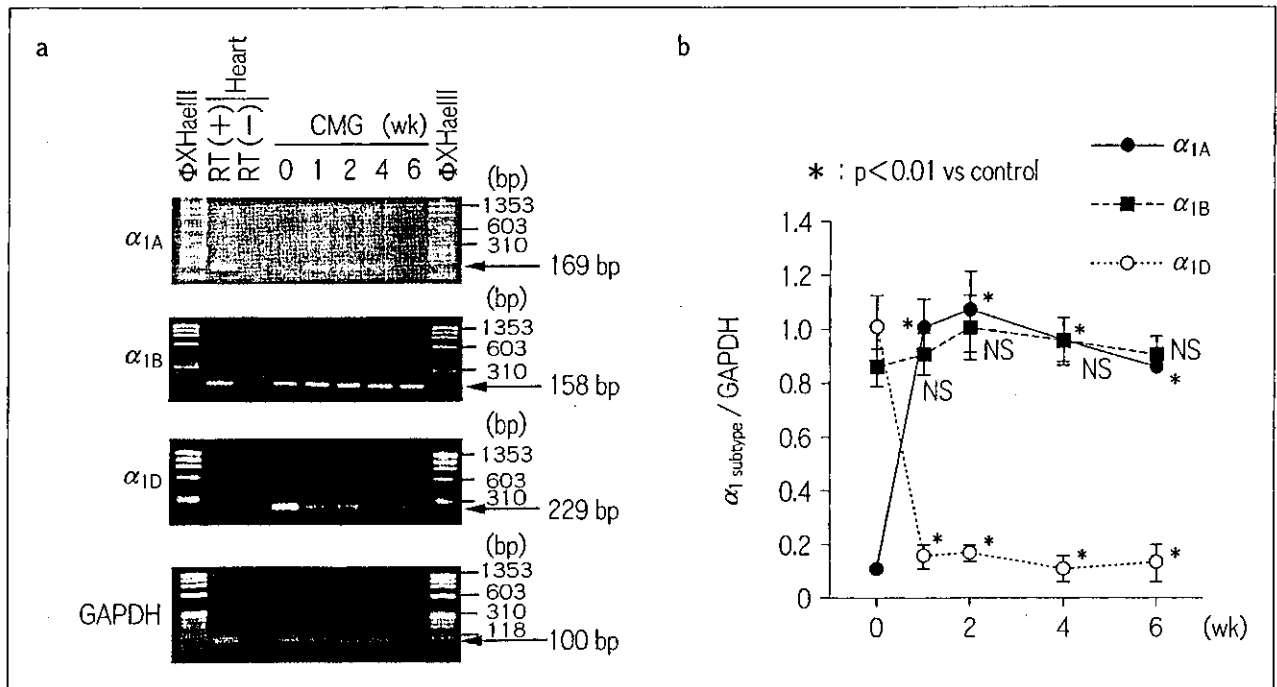 a
Heart
ΦXHaeIII
RT (+)
RT (−)
CMG (wk)
0 1 2 4 6
ΦXHaeIII
(bp)
α1A
1353
603
310
169 bp
(bp)
α1B
1353
603
310
158 bp
(bp)
α1D
1353
603
310
229 bp
(bp)
GAPDH
1353
603
310
118
100 bp
b
α1A
* : p<0.01 vs control
α1B
α1D
α1 subtype / GAPDH
1.4
1.2
1.0
0.8
0.6
0.4
0.2
0
* * * *
NS NS NS NS
* * * *
0 2 4 6 (wk)